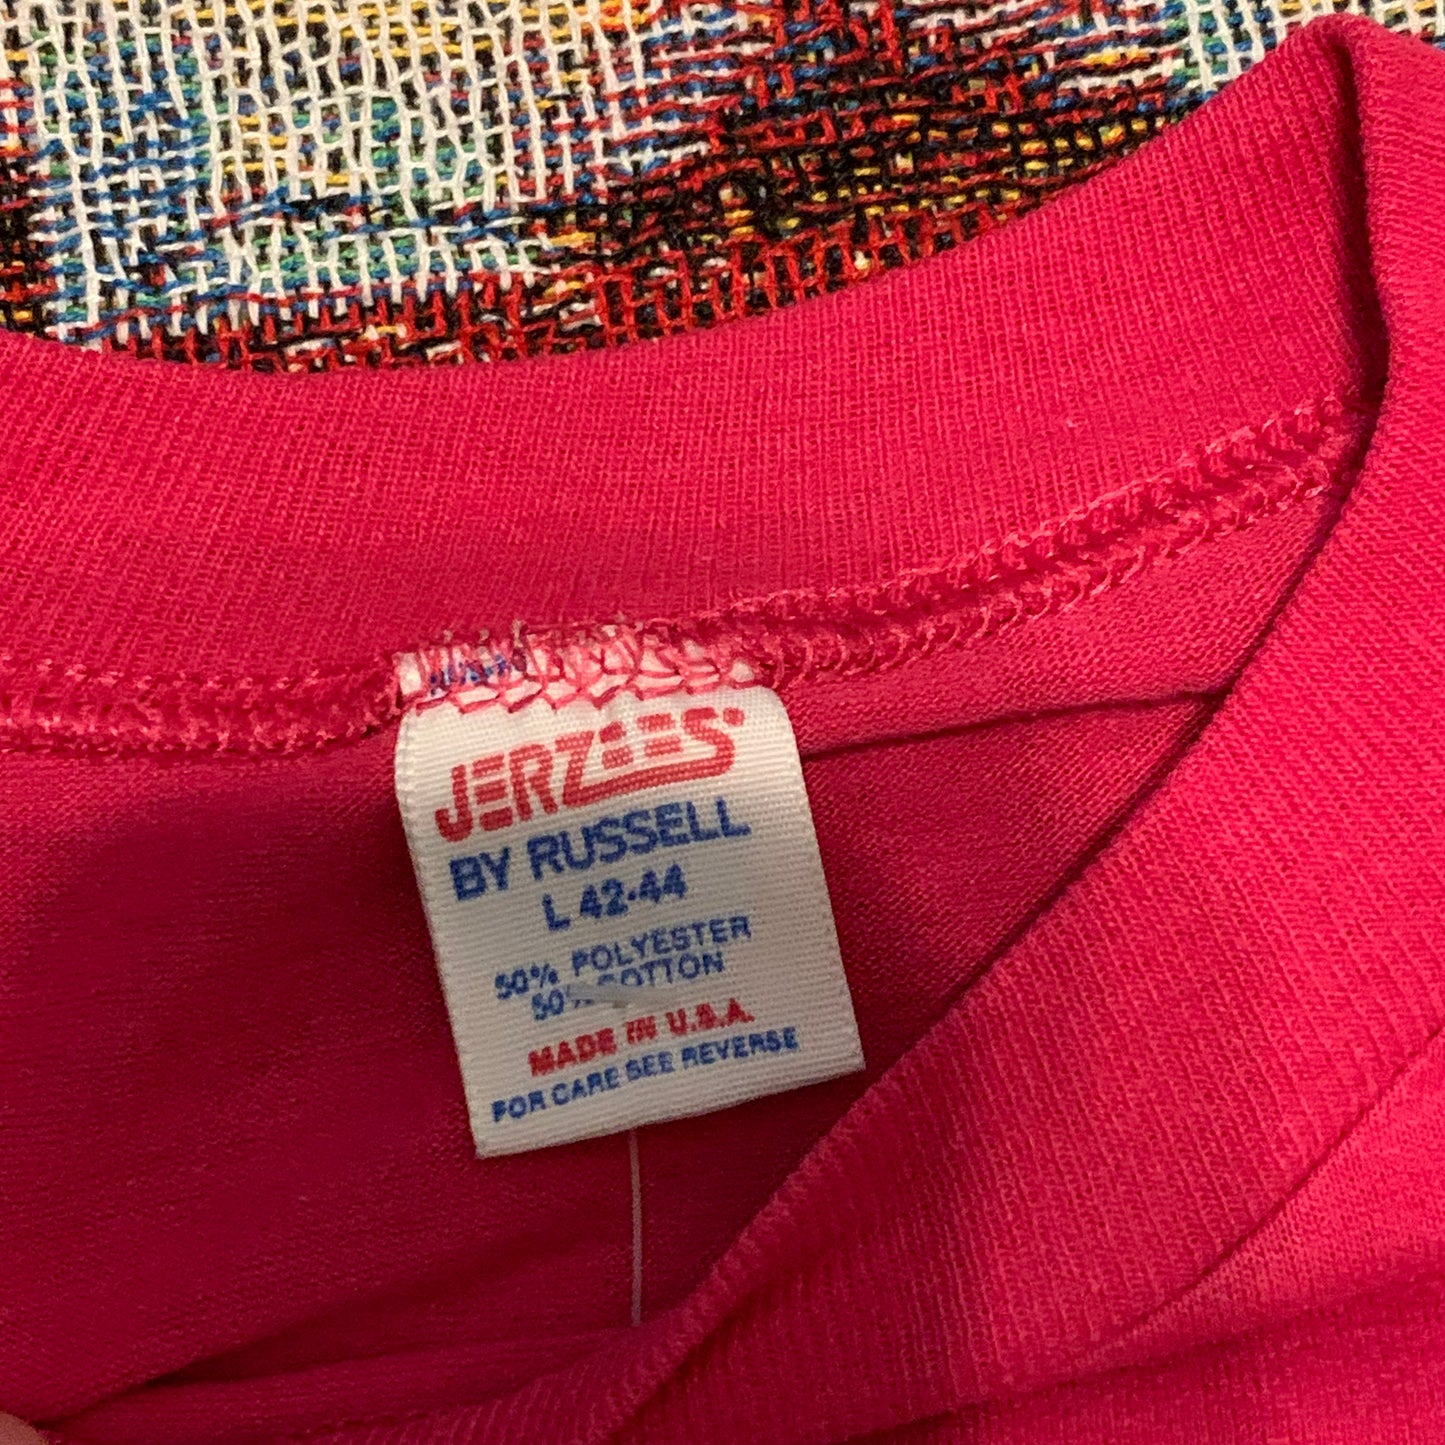 JERZEES
BY RUSSELL
L 42-44
50% POLYESTER
50% COTTON
MADE IN U.S.A.
FOR CARE SEE REVERSE